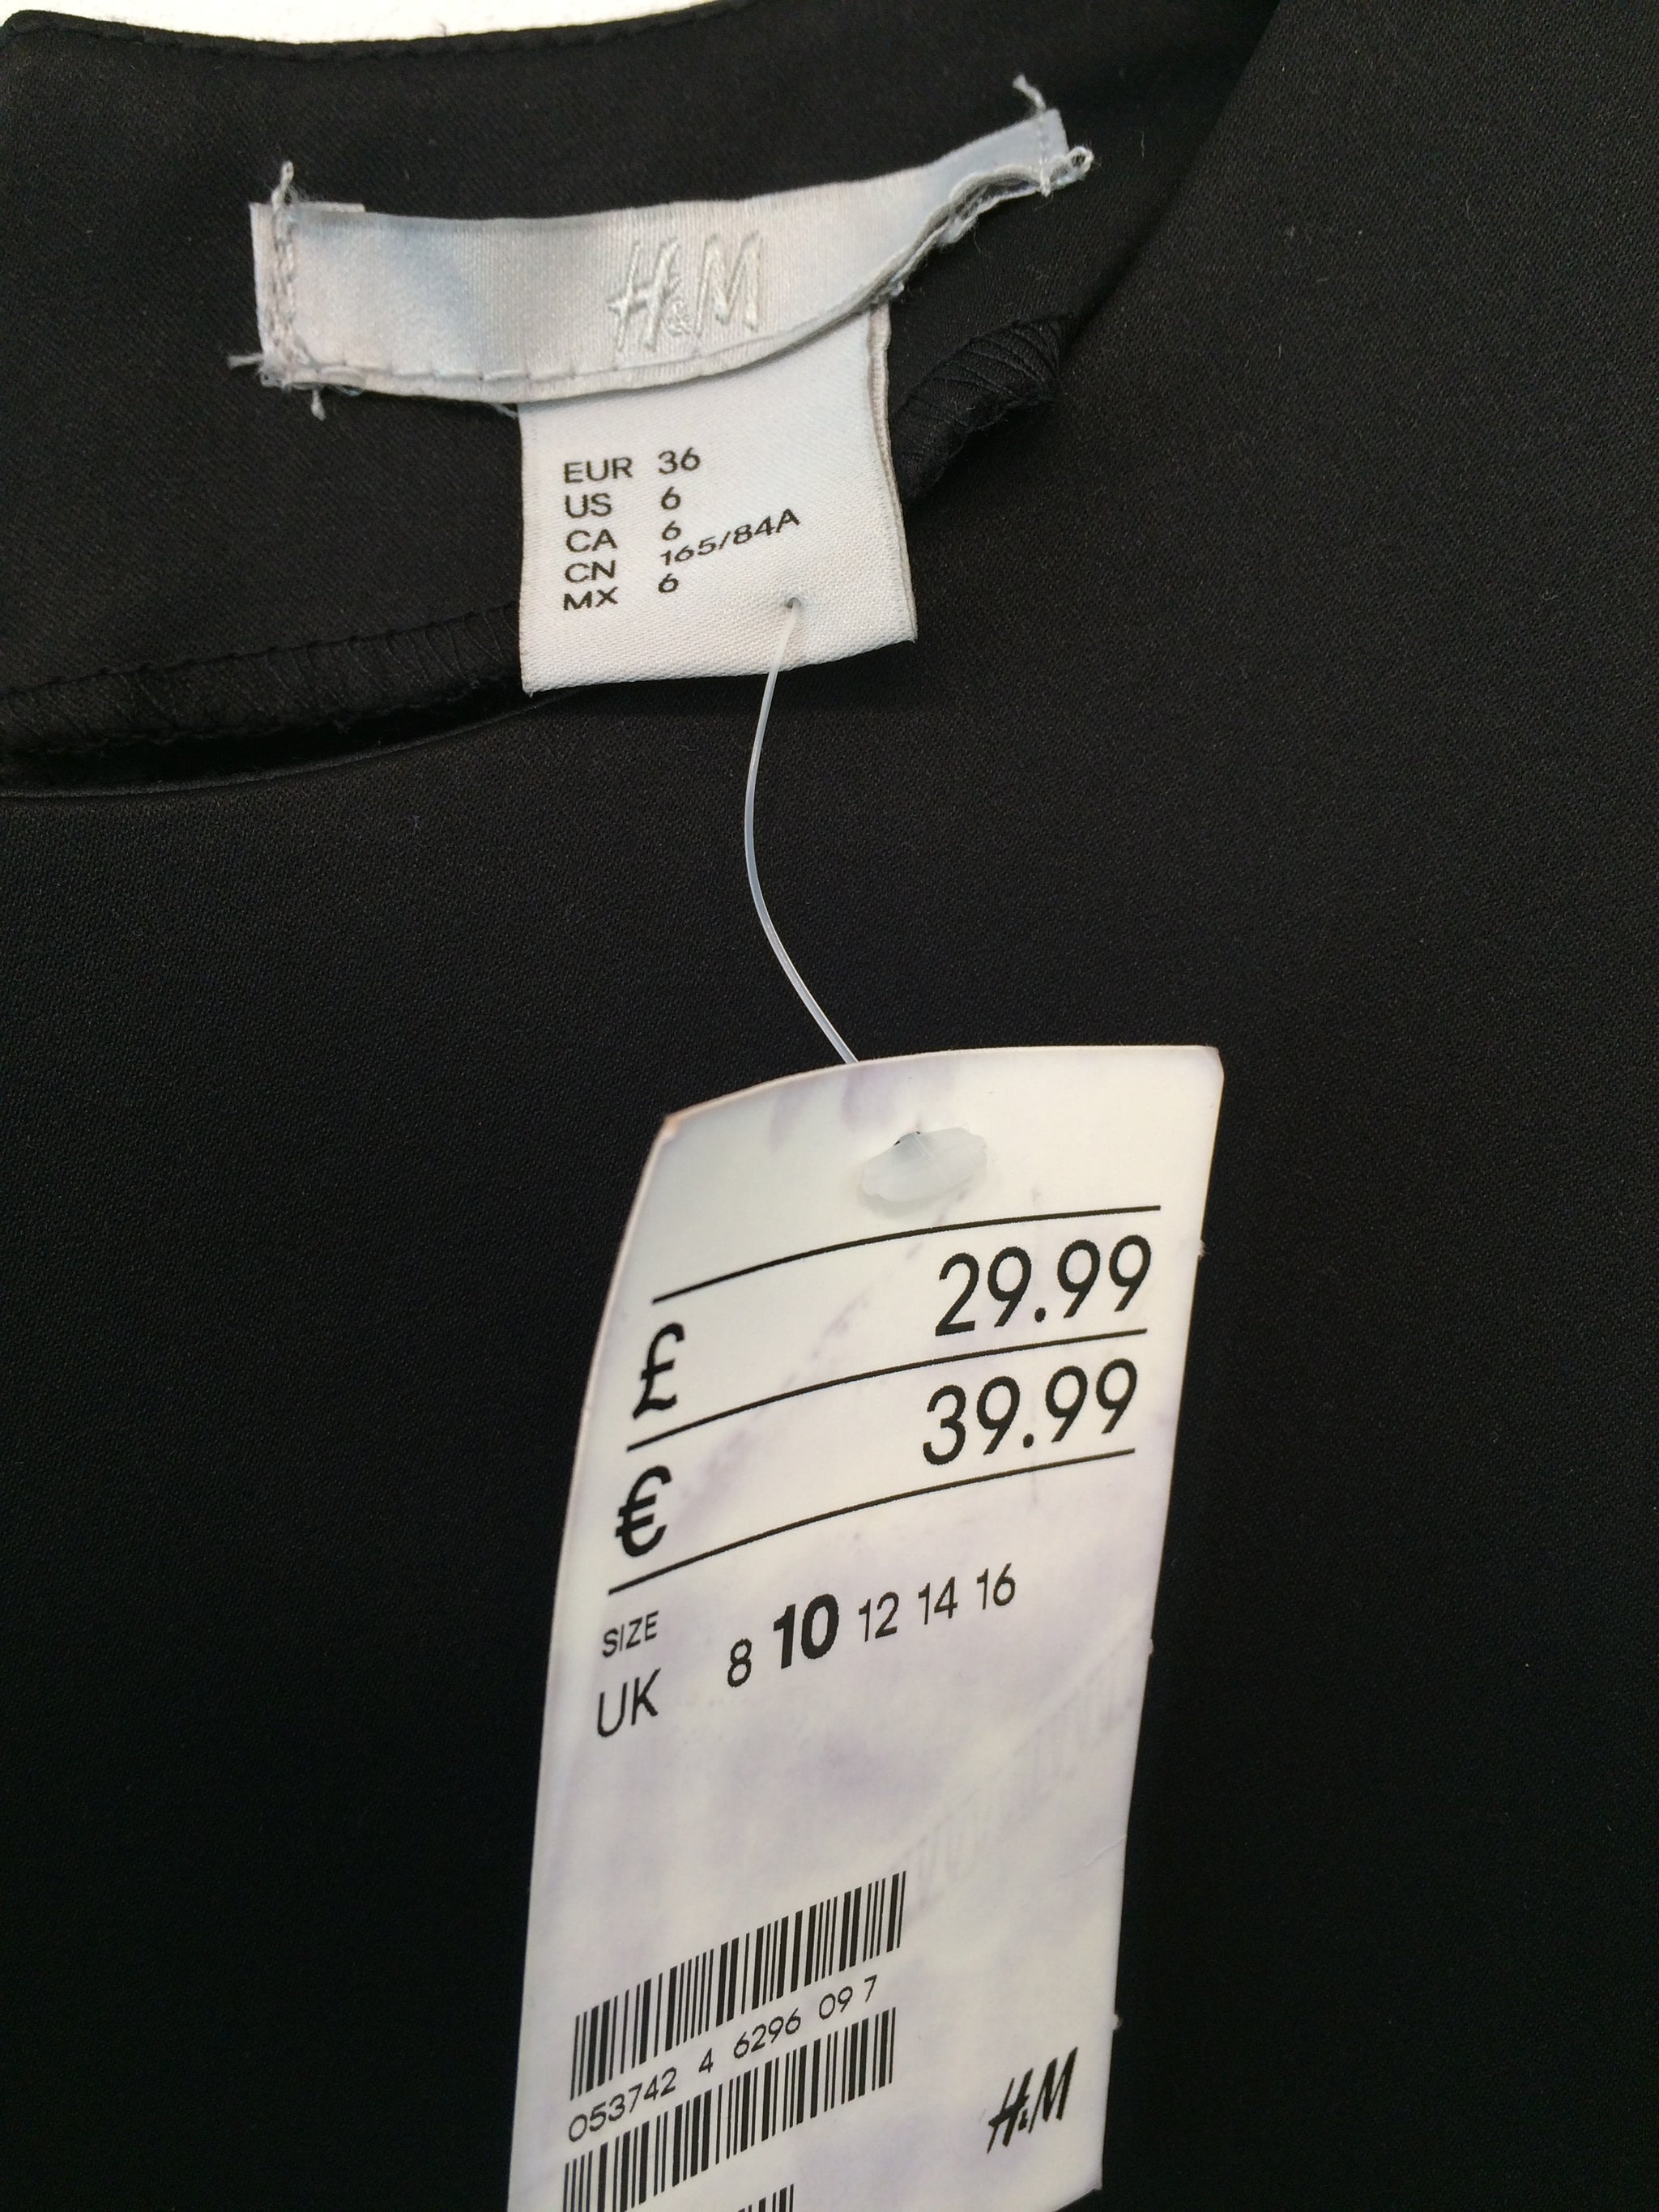 H&M
EUR 36
US 6
CA 6
CN 165/84A
MX 6
£ 29.99
€ 39.99
SIZE
UK 8 10 12 14 16
053742 4 6296 09 7
H&M